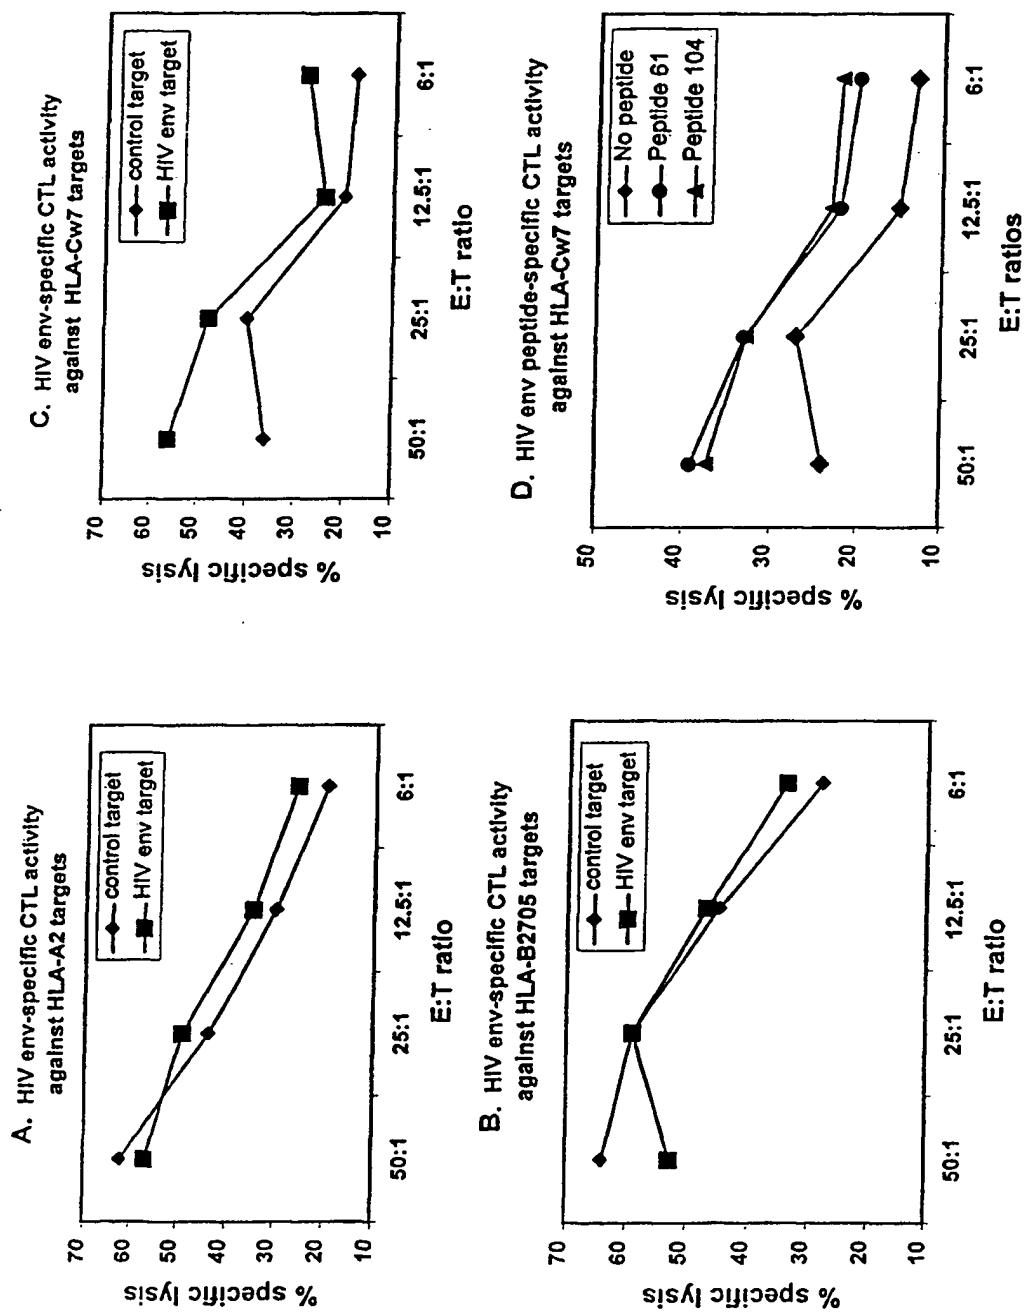 A. HIV env-specific CTL activity
against HLA-A2 targets
control target
HIV env target
% specific lysis
70
60
50
40
30
20
10
50:1
25:1
12.5:1
6:1
E:T ratio
B. HIV env-specific CTL activity
against HLA-B2705 targets
control target
HIV env target
% specific lysis
70
60
50
40
30
20
10
50:1
25:1
12.5:1
6:1
E:T ratio
C. HIV env-specific CTL activity
against HLA-Cw7 targets
control target
HIV env target
% specific lysis
70
60
50
40
30
20
10
50:1
25:1
12.5:1
6:1
E:T ratio
D. HIV env peptide-specific CTL activity
against HLA-Cw7 targets
No peptide
Peptide 61
Peptide 104
% specific lysis
50
40
30
20
10
50:1
25:1
12.5:1
6:1
E:T ratios